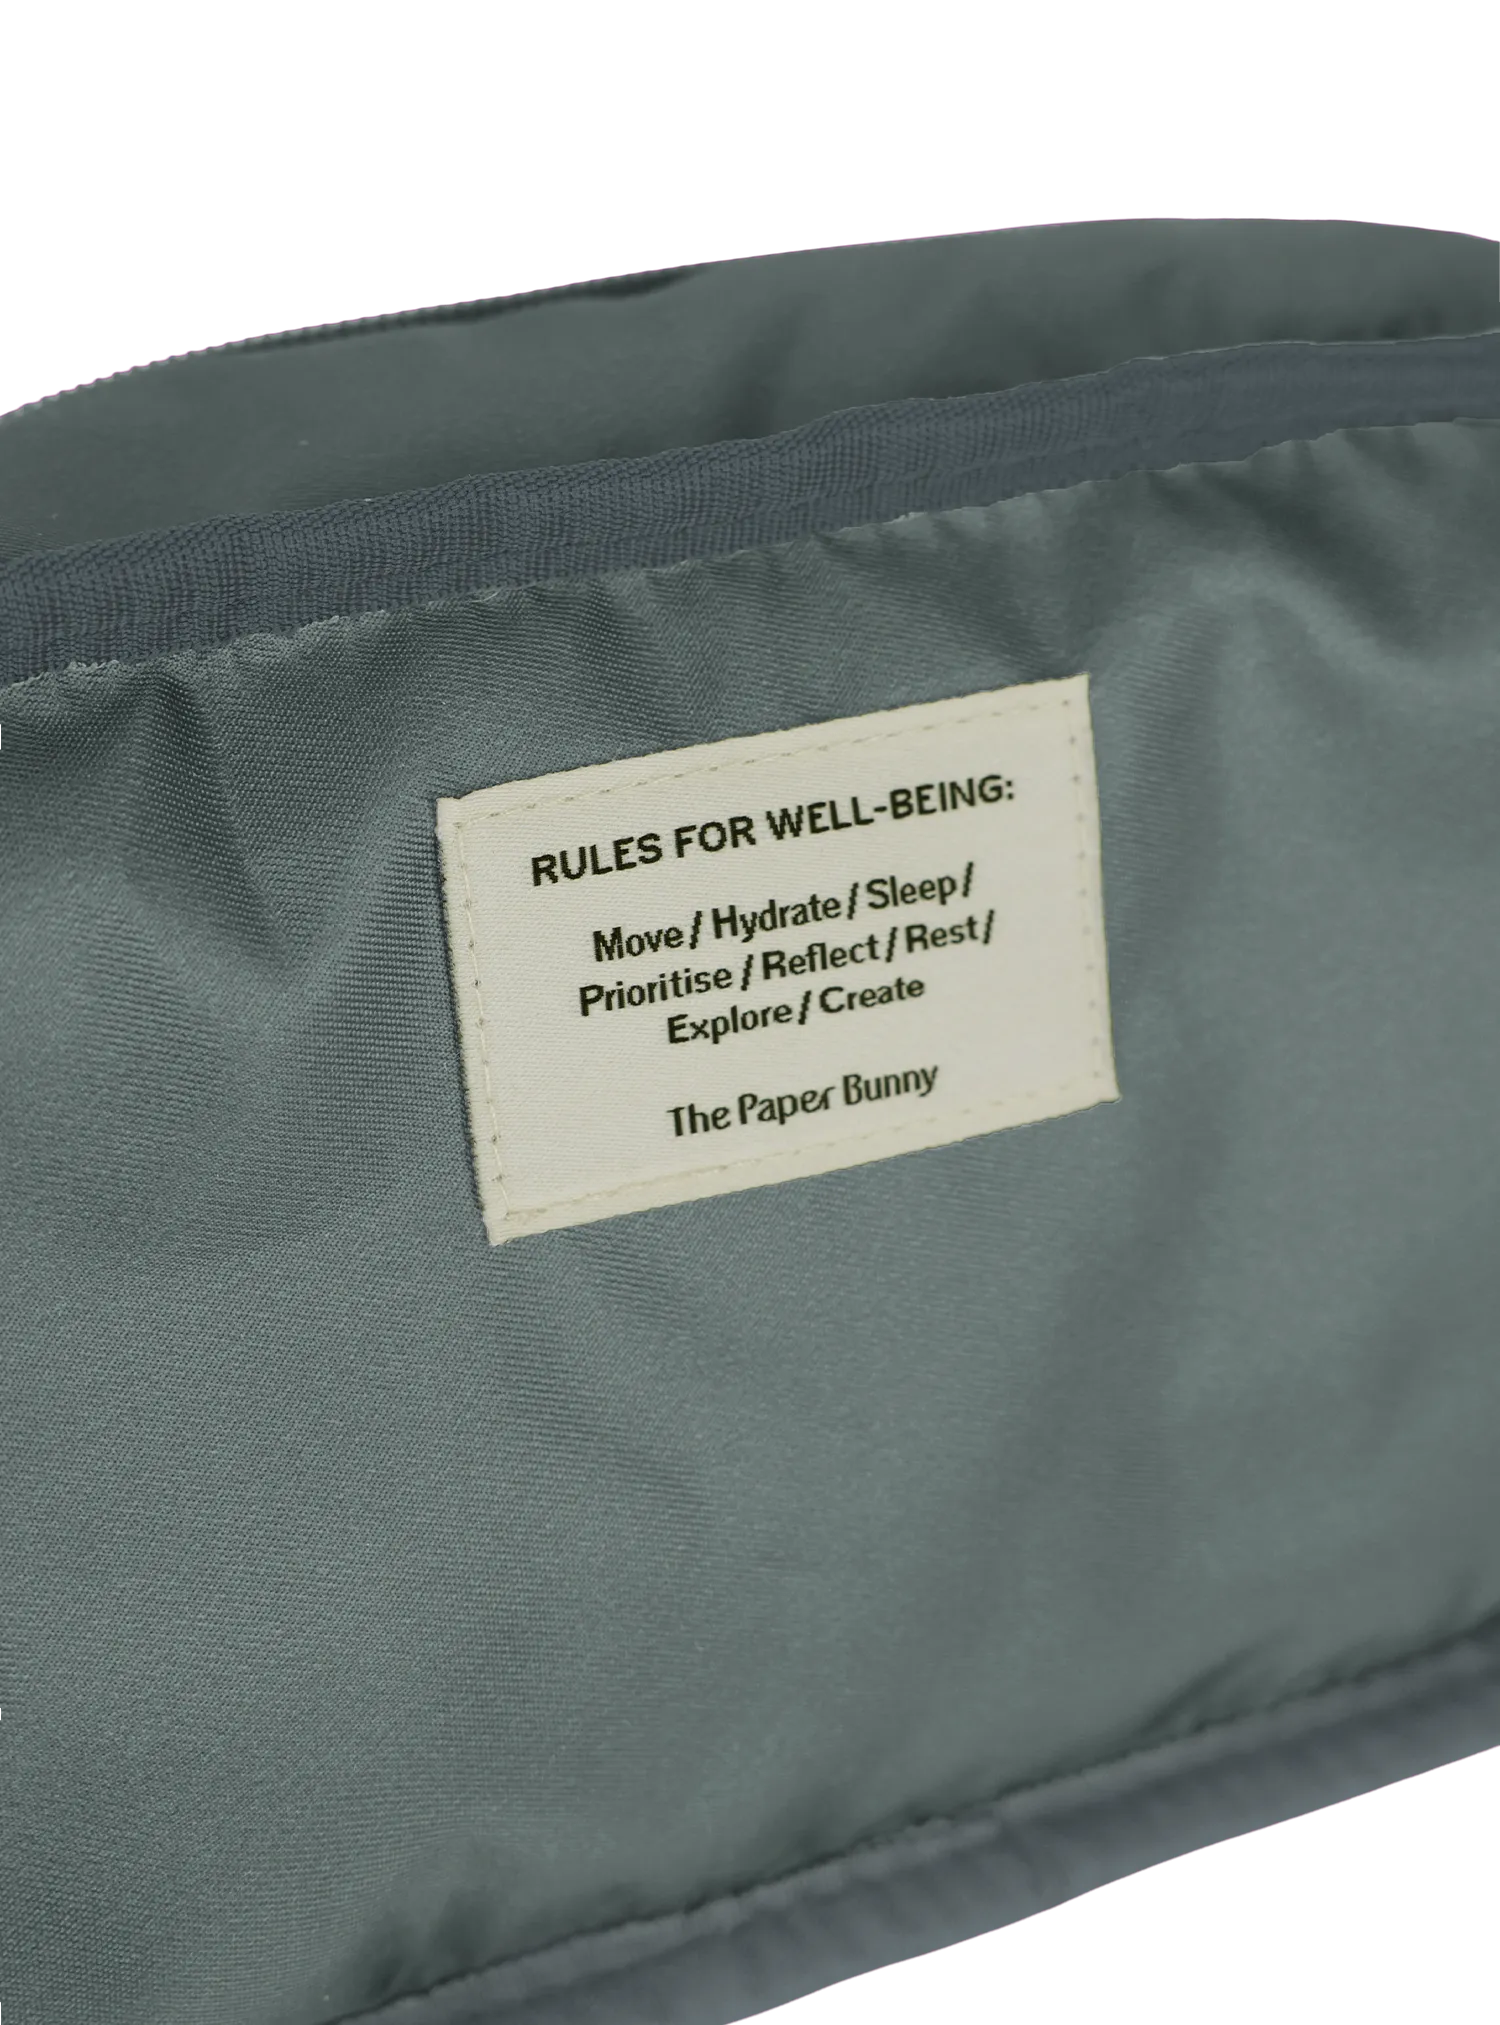 RULES FOR WELL-BEING:
Move / Hydrate / Sleep /
Prioritise / Reflect / Rest /
Explore / Create
The Paper Bunny